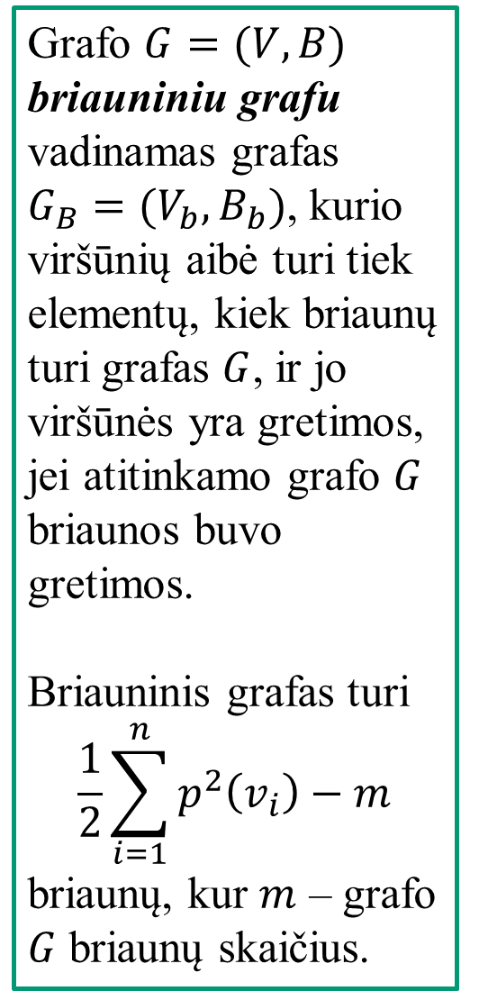 Grafo G = (V, B)
briauniniu grafu
vadinamas grafas
G_B = (V_b, B_b), kurio
viršūnių aibė turi tiek
elementų, kiek briaunų
turi grafas G, ir jo
viršūnės yra gretimos,
jei atitinkamo grafo G
briaunos buvo
gretimos.
Briauninis grafas turi
\frac{1}{2} \sum_{i=1}^{n} p^2(v_i) − m
briaunų, kur m – grafo
G briaunų skaičius.